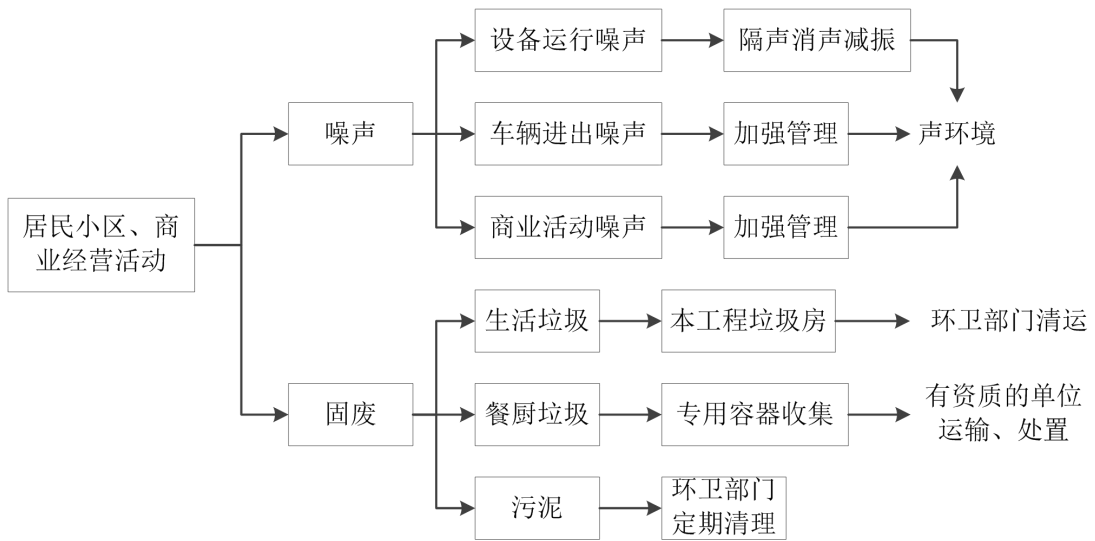 设备运行噪声
隔声消声减振
噪声
车辆进出噪声
加强管理
声环境
商业活动噪声
加强管理
居民小区、商
业经营活动
生活垃圾
本工程垃圾房
环卫部门清运
固废
餐厨垃圾
专用容器收集
有资质的单位
运输、处置
污泥
环卫部门
定期清理